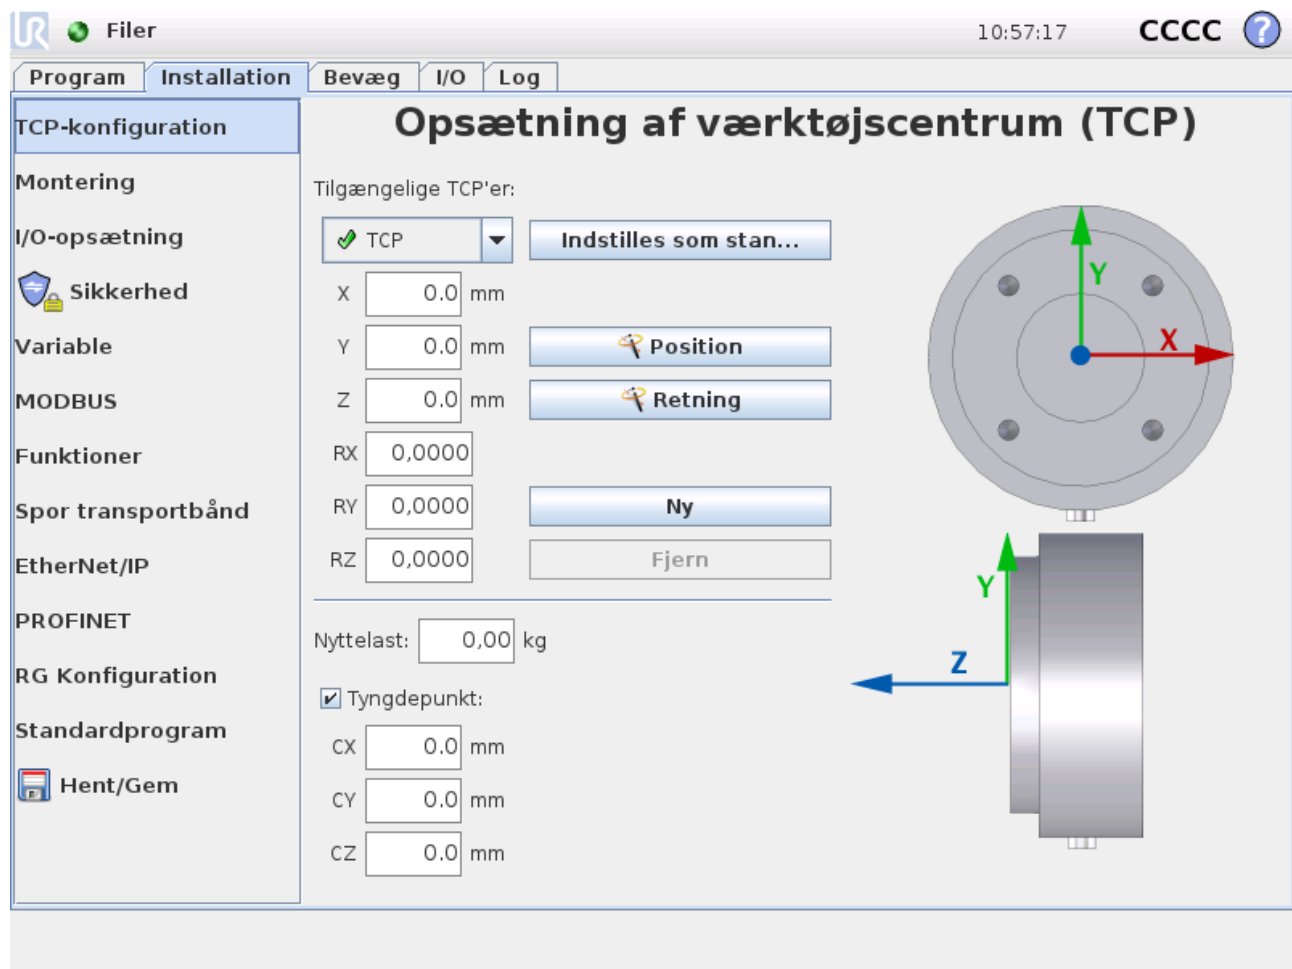 UR Filer 10:57:17 CCCC ?
Program Installation Bevæg I/O Log
TCP-konfiguration
Montering
I/O-opsætning
Sikkerhed
Variable
MODBUS
Funktioner
Spor transportbånd
EtherNet/IP
PROFINET
RG Konfiguration
Standardprogram
Hent/Gem
Opsætning af værktøjscentrum (TCP)
Tilgængelige TCP'er:
TCP Indstilles som stan...
X 0.0 mm
Y 0.0 mm Position
Z 0.0 mm Retning
RX 0,0000
RY 0,0000 Ny
RZ 0,0000 Fjern
Nyttelast: 0,00 kg
Tyngdepunkt:
CX 0.0 mm
CY 0.0 mm
CZ 0.0 mm
Y
X
Y
Z